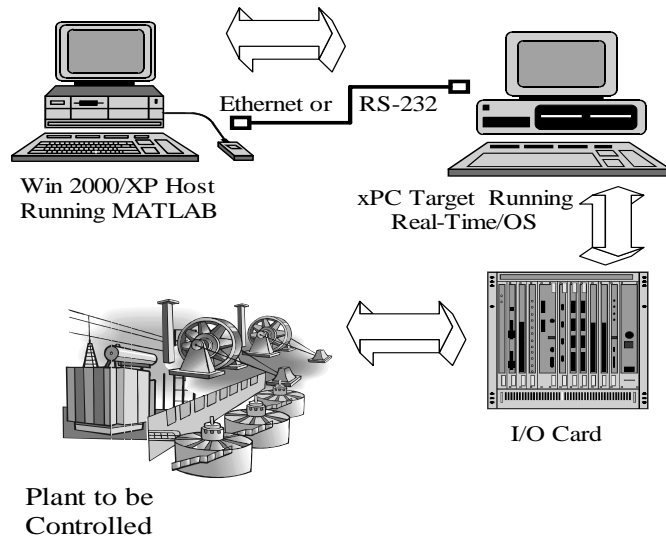 Ethernet or RS-232
Win 2000/XP Host
Running MATLAB
xPC Target Running
Real-Time/OS
I/O Card
Plant to be
Controlled